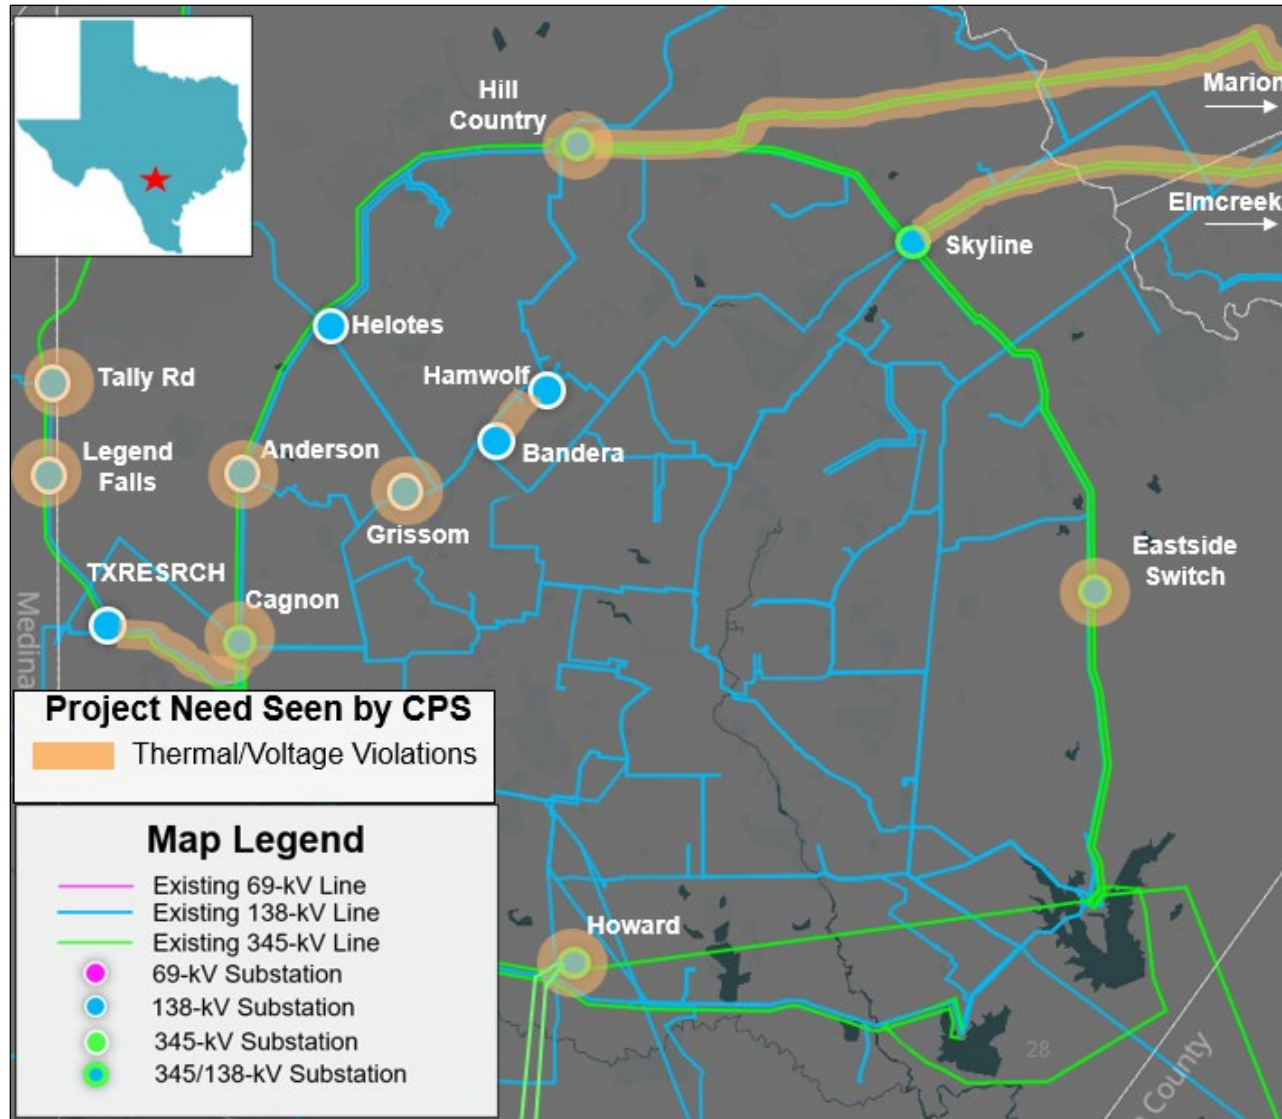 Hill
Country
Marion
Elmcreek
Skyline
Helotes
Tally Rd
Hamwolf
Legend
Falls
Anderson
Bandera
Grissom
TXRESRCH
Cagnon
Eastside
Switch
Medina
Project Need Seen by CPS
Thermal/Voltage Violations
Map Legend
Existing 69-kV Line
Existing 138-kV Line
Existing 345-kV Line
69-kV Substation
138-kV Substation
345-kV Substation
345/138-kV Substation
Howard
28
County